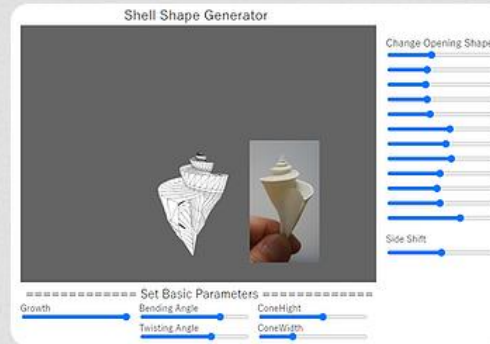 Shell Shape Generator
Change Opening Shape
Side Shift
============== Set Basic Parameters ==============
Growth
Bending Angle
ConeHight
Twisting Angle
ConeWidth